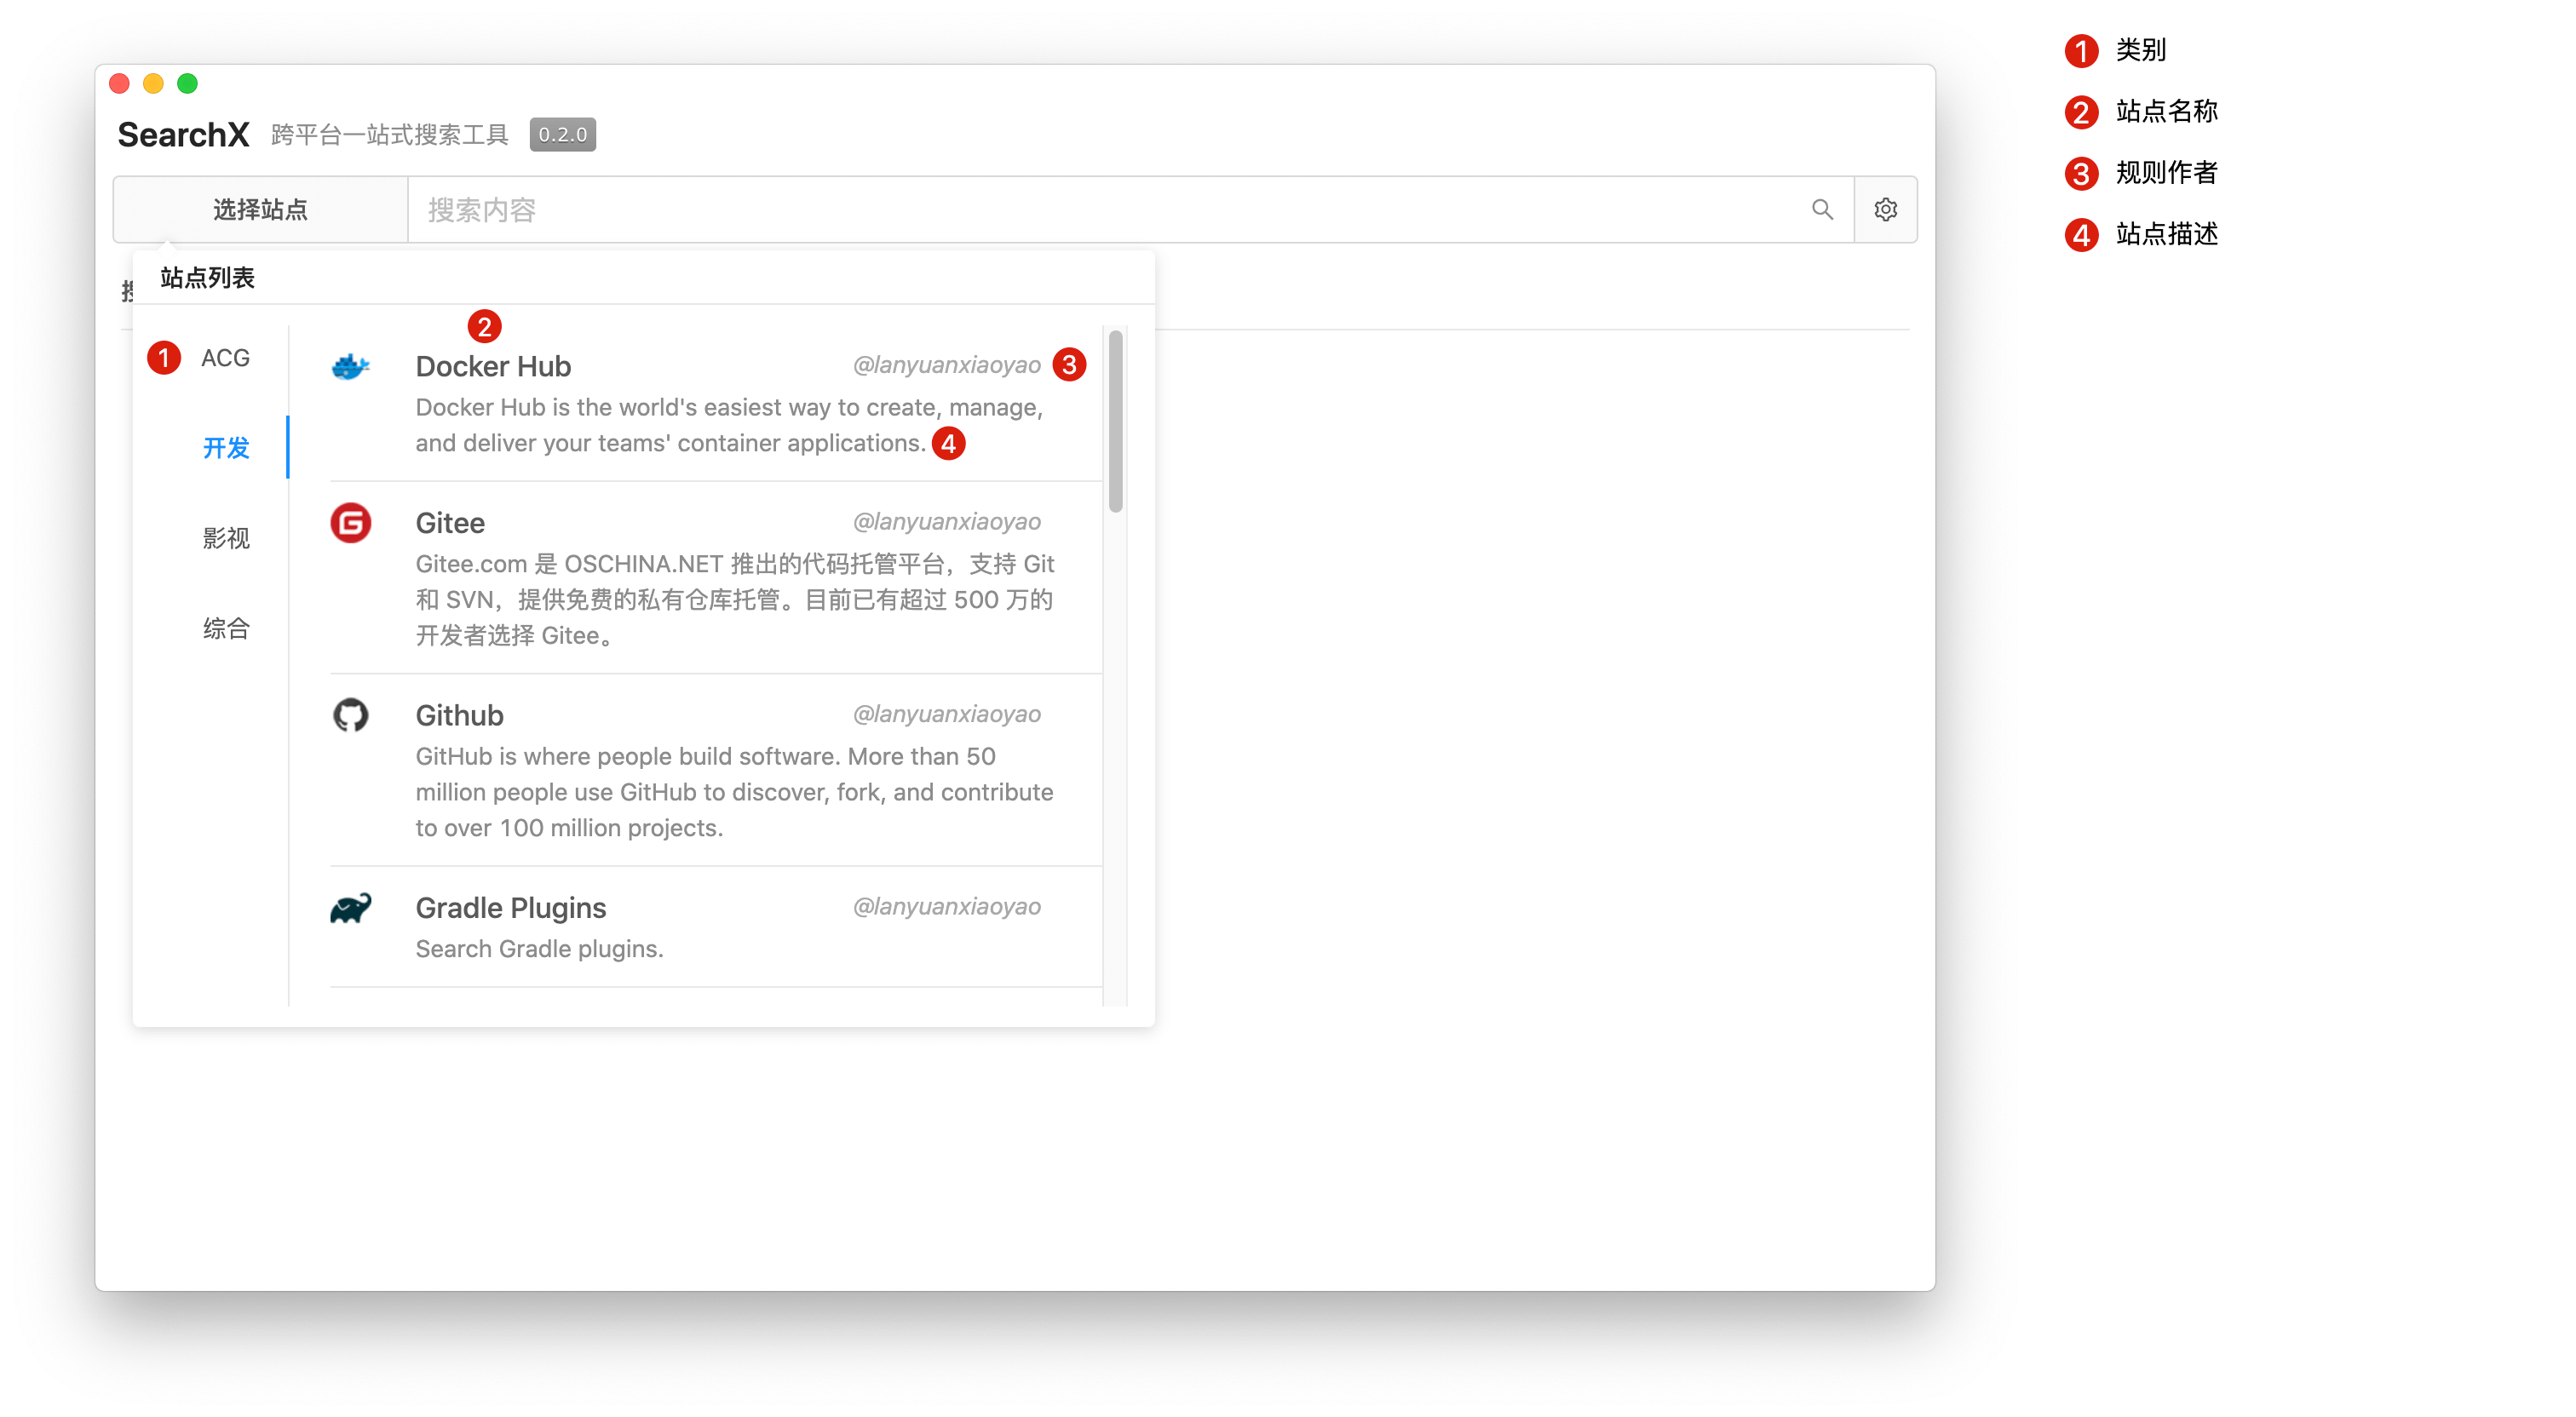 SearchX 跨平台一站式搜索工具 0.2.0
选择站点 搜索内容
站点列表
2
1 ACG
开发
影视
综合
Docker Hub @lanyuanxiaoyao 3
Docker Hub is the world's easiest way to create, manage,
and deliver your teams' container applications. 4
Gitee @lanyuanxiaoyao
Gitee.com 是 OSCHINA.NET 推出的代码托管平台，支持 Git
和 SVN，提供免费的私有仓库托管。目前已有超过 500 万的
开发者选择 Gitee。
Github @lanyuanxiaoyao
GitHub is where people build software. More than 50
million people use GitHub to discover, fork, and contribute
to over 100 million projects.
Gradle Plugins @lanyuanxiaoyao
Search Gradle plugins.
1 类别
2 站点名称
3 规则作者
4 站点描述